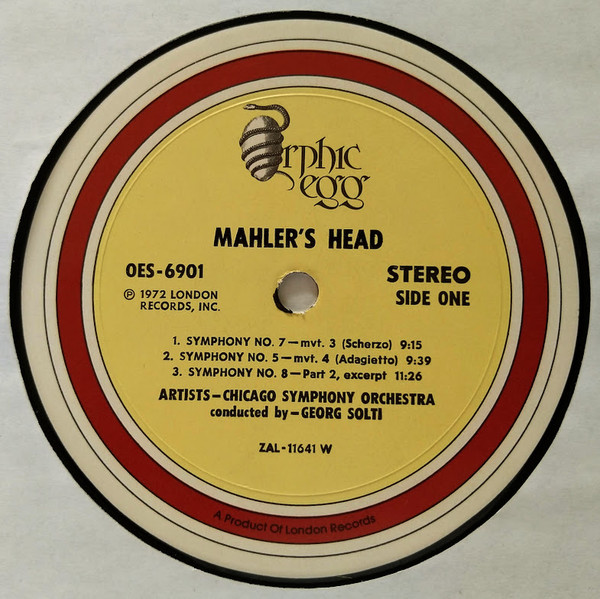 Orphic
egg
MAHLER'S HEAD
OES-6901
℗ 1972 LONDON
RECORDS, INC.
STEREO
SIDE ONE
1. SYMPHONY NO. 7—mvt. 3 (Scherzo) 9:15
2. SYMPHONY NO. 5—mvt. 4 (Adagietto) 9:39
3. SYMPHONY NO. 8—Part 2, excerpt 11:26
ARTISTS—CHICAGO SYMPHONY ORCHESTRA
conducted by—GEORG SOLTI
ZAL-11641 W
A Product Of London Records